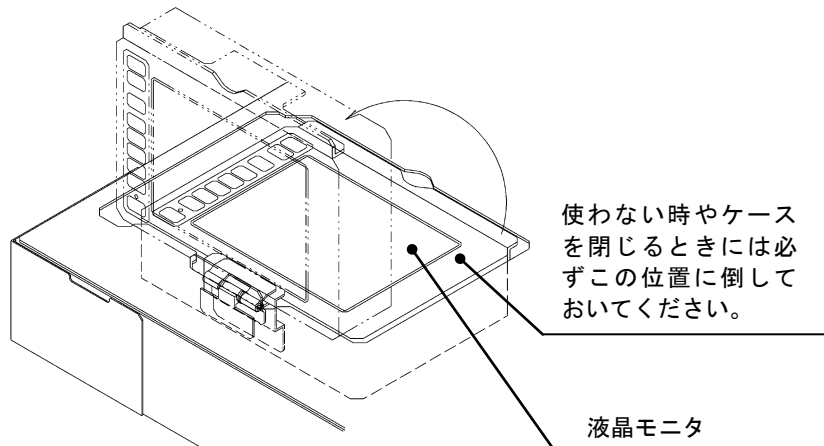 使わない時やケース
を閉じるときには必
ずこの位置に倒して
おいてください。
液晶モニタ